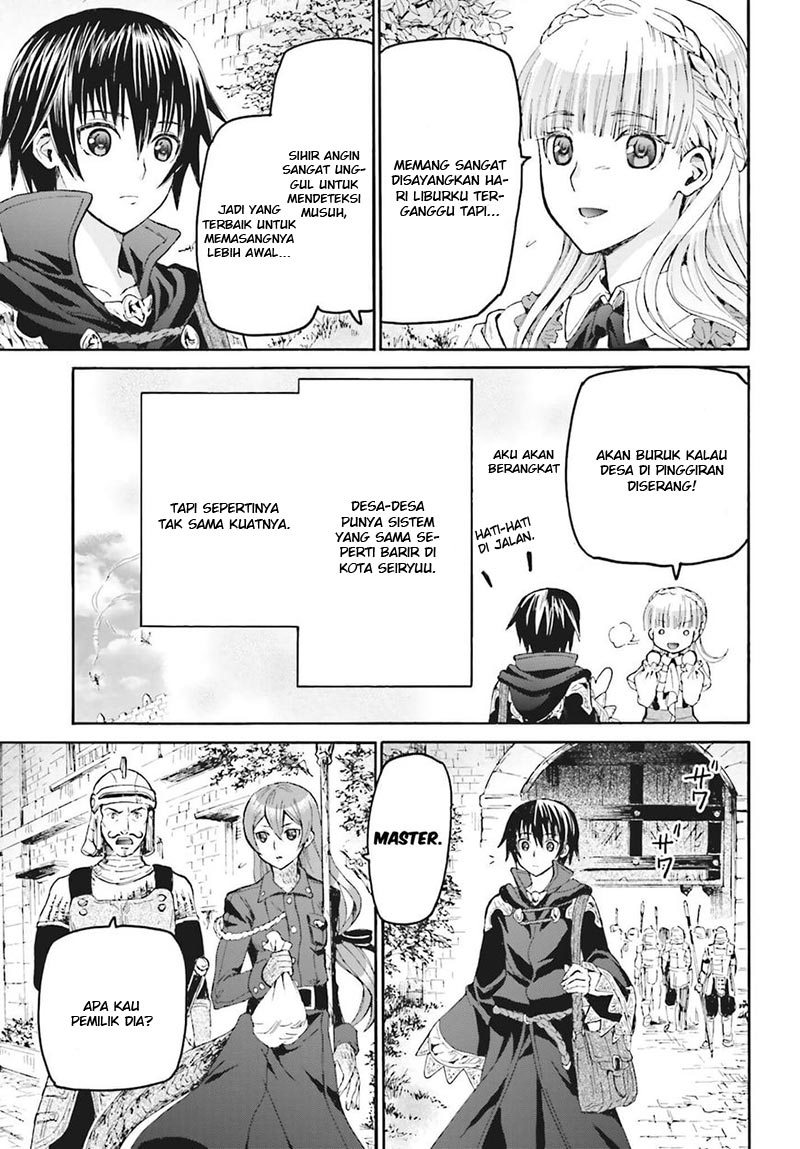 MEMANG SANGAT
DISAYANGKAN HA-
RI LIBURKU TER-
GANGGU TAPI...
SIHIR ANGIN
SANGAT UNG-
GUL UNTUK
MENDETEKSI
MUSUH,
JADI YANG
TERBAIK UNTUK
MEMASANGNYA
LEBIH AWAL...
AKAN BURUK KALAU
DESA DI PINGGIRAN
DISERANG!
AKU AKAN
BERANGKAT
HATI-HATI
DI JALAN.
DESA-DESA
PUNYA SISTEM
YANG SAMA SE-
PERTI BARIR DI
KOTA SEIRYUU.
TAPI SEPERTINYA
TAK SAMA KUATNYA.
ザワ
ザワ
MASTER.
APA KAU
PEMILIK DIA?